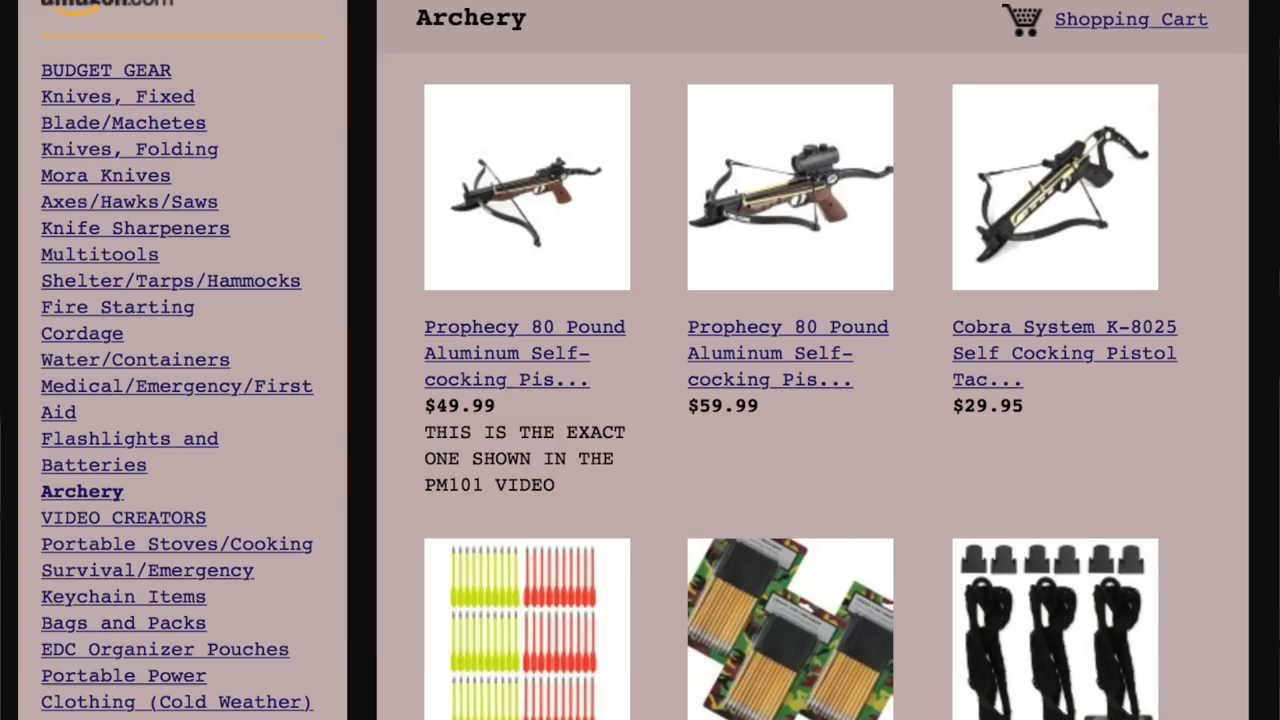 amazon.com
BUDGET GEAR
Knives, Fixed
Blade/Machetes
Knives, Folding
Mora Knives
Axes/Hawks/Saws
Knife Sharpeners
Multitools
Shelter/Tarps/Hammocks
Fire Starting
Cordage
Water/Containers
Medical/Emergency/First
Aid
Flashlights and
Batteries
Archery
VIDEO CREATORS
Portable Stoves/Cooking
Survival/Emergency
Keychain Items
Bags and Packs
EDC Organizer Pouches
Portable Power
Clothing (Cold Weather)
Archery
Shopping Cart
Prophecy 80 Pound
Aluminum Self-
cocking Pis...
$49.99
THIS IS THE EXACT
ONE SHOWN IN THE
PM101 VIDEO
Prophecy 80 Pound
Aluminum Self-
cocking Pis...
$59.99
Cobra System K-8025
Self Cocking Pistol
Tac...
$29.95